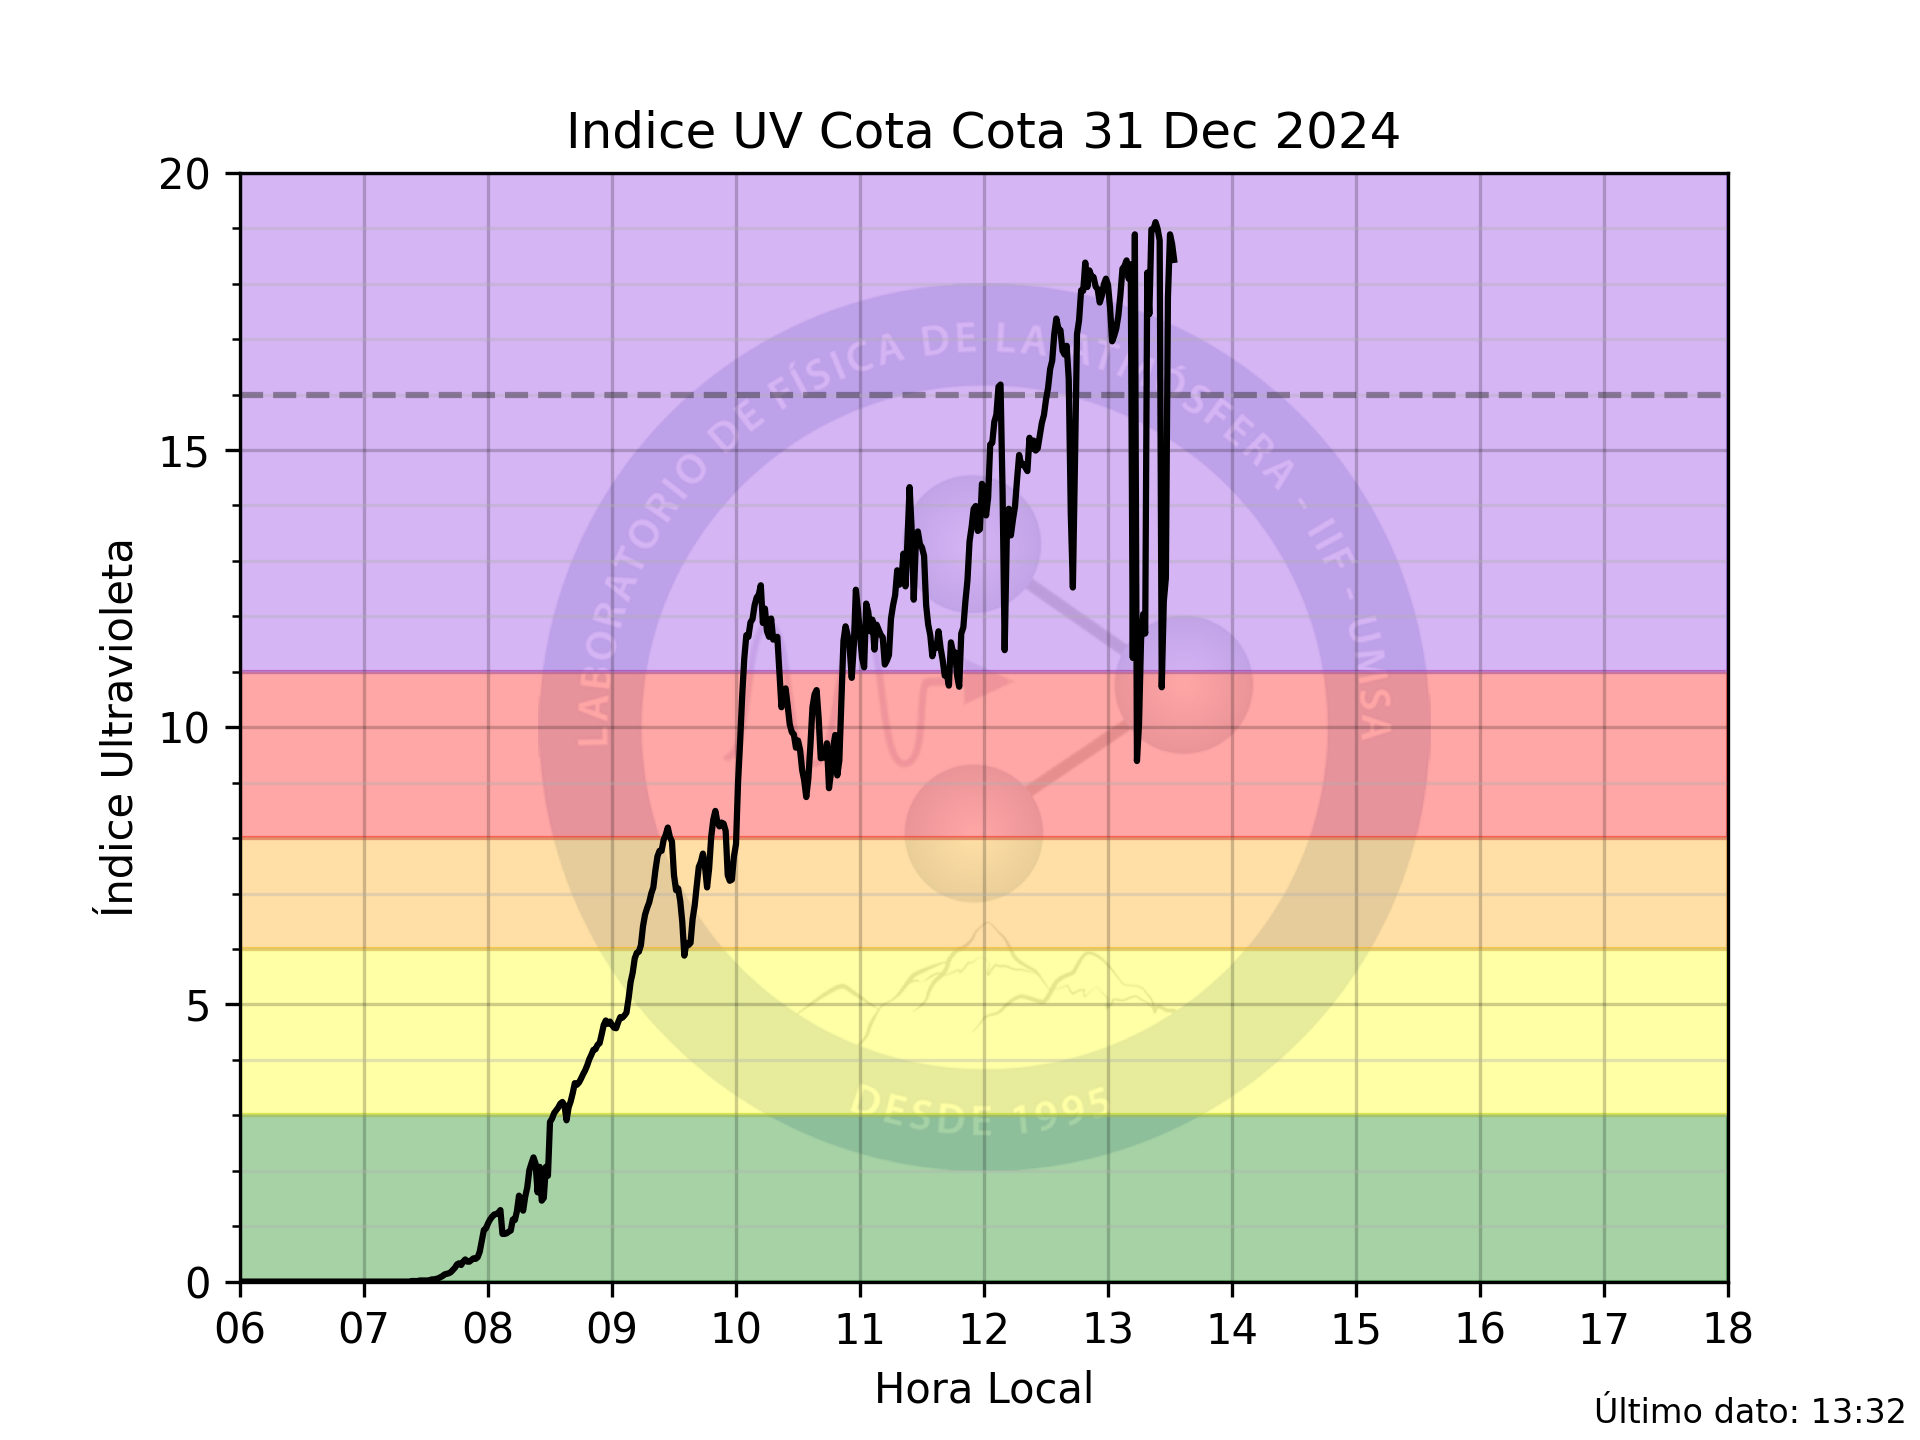 Indice UV Cota Cota 31 Dec 2024
20
15
10
5
0
Índice Ultravioleta
LABORATORIO DE FÍSICA DE LA ATMÓSFERA - IIF - UMSA
DESDE 1995
06 07 08 09 10 11 12 13 14 15 16 17 18
Hora Local
Último dato: 13:32